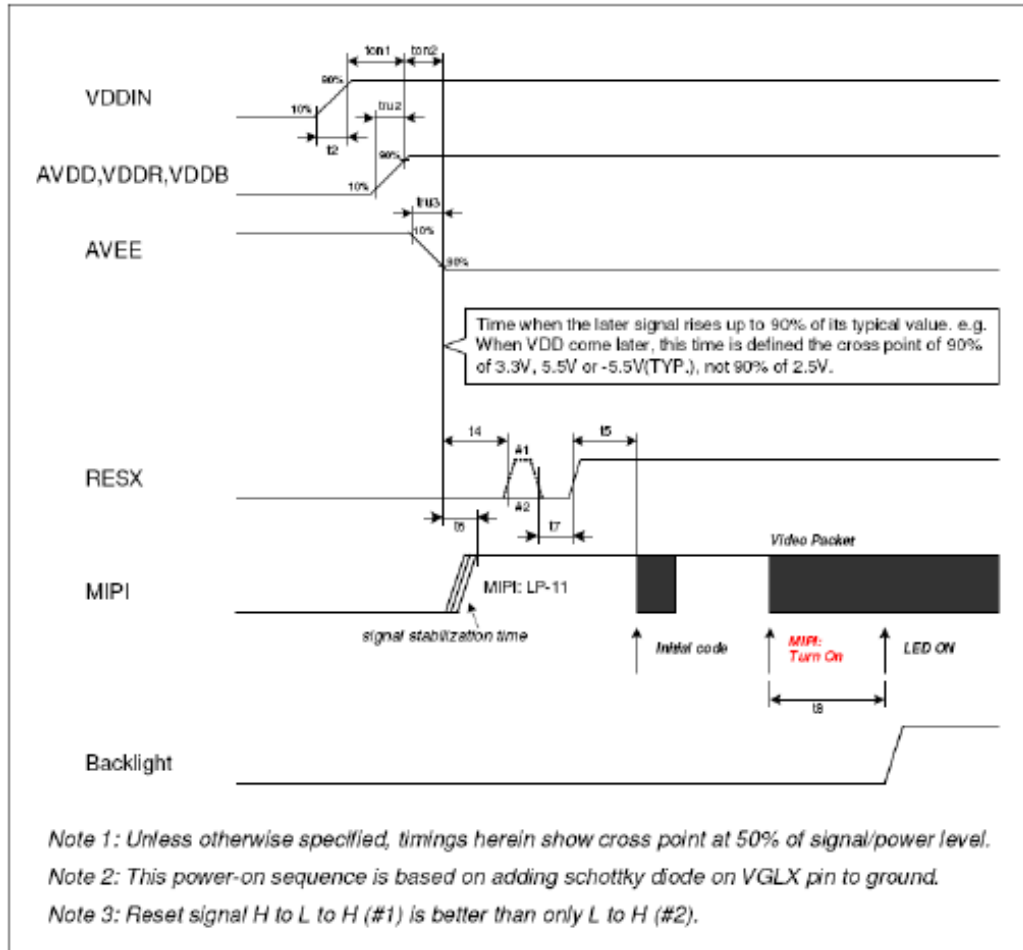 ton1 ton2
90%
VDDIN
10%
tru2
t2
90%
AVDD,VDDR,VDDB
10%
tru3
10%
AVEE
90%
Time when the later signal rises up to 90% of its typical value. e.g.
When VDD come later, this time is defined the cross point of 90%
of 3.3V, 5.5V or -5.5V(TYP.), not 90% of 2.5V.
t4
t5
#1
RESX
#2
t6
t7
Video Packet
MIPI
MIPI: LP-11
signal stabilization time
Initial code
MIPI:
Turn On
LED ON
t8
Backlight
Note 1: Unless otherwise specified, timings herein show cross point at 50% of signal/power level.
Note 2: This power-on sequence is based on adding schottky diode on VGLX pin to ground.
Note 3: Reset signal H to L to H (#1) is better than only L to H (#2).